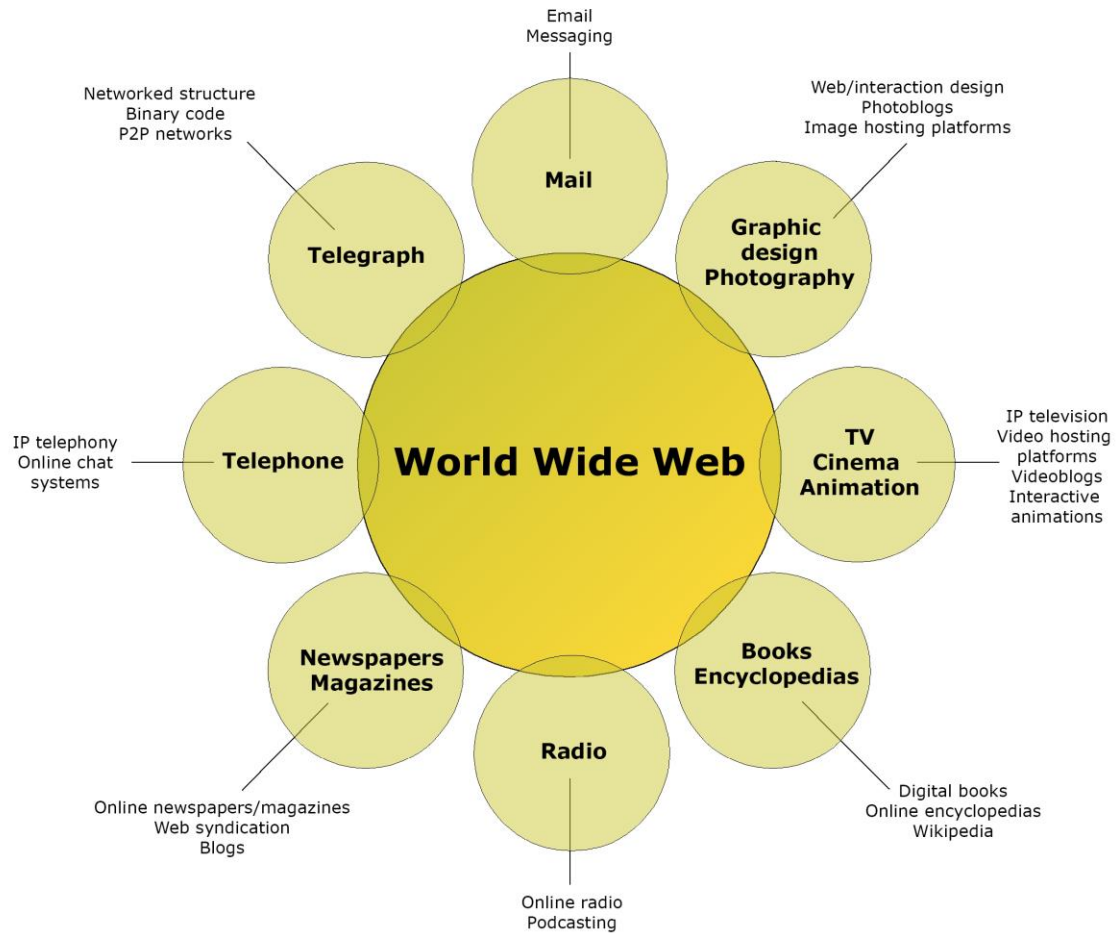 Email
Messaging
Networked structure
Binary code
P2P networks
Web/interaction design
Photoblogs
Image hosting platforms
Mail
Telegraph
Graphic
design
Photography
IP telephony
Online chat
systems
Telephone
World Wide Web
TV
Cinema
Animation
IP television
Video hosting
platforms
Videoblogs
Interactive
animations
Newspapers
Magazines
Books
Encyclopedias
Radio
Online newspapers/magazines
Web syndication
Blogs
Digital books
Online encyclopedias
Wikipedia
Online radio
Podcasting